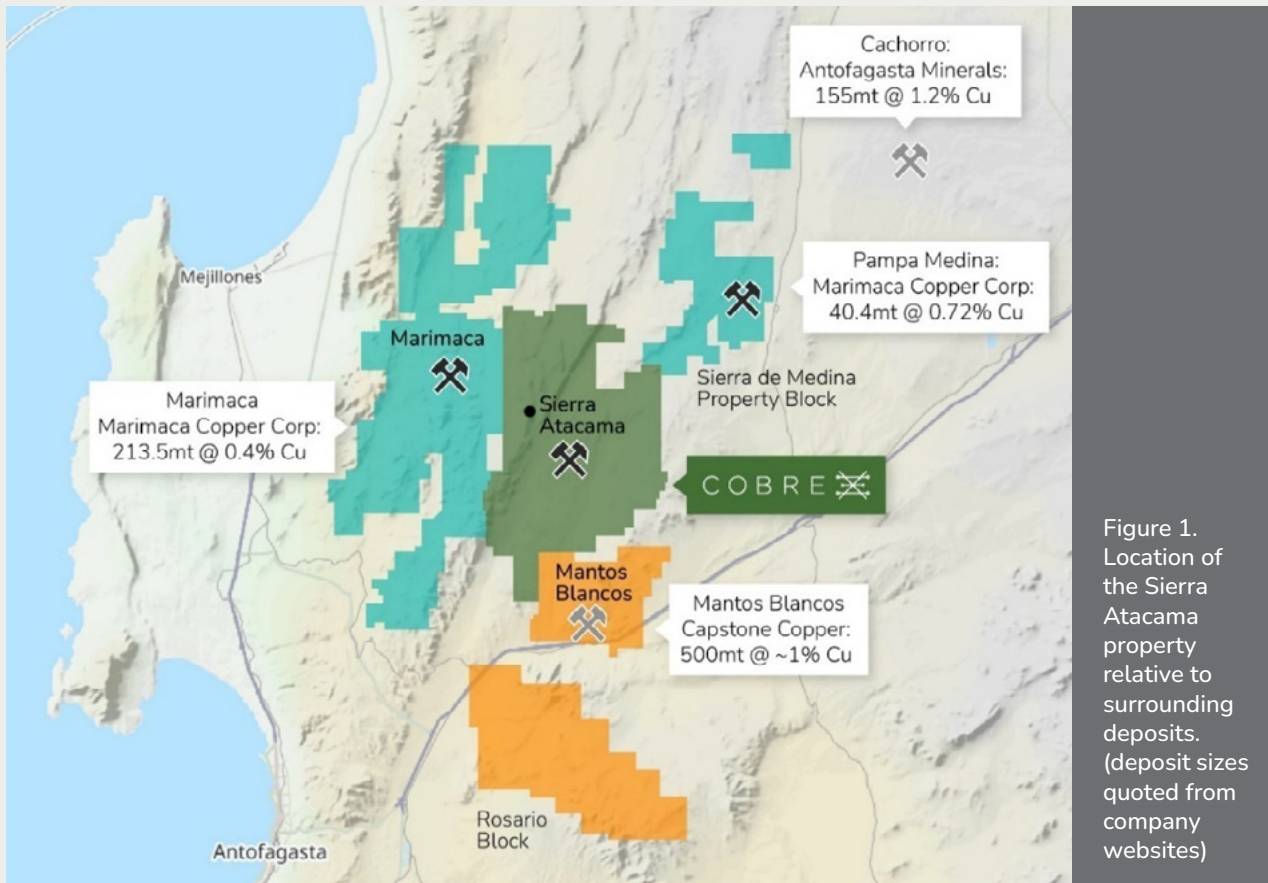 Cachorro:
Antofagasta Minerals:
155mt @ 1.2% Cu
Mejillones
Pampa Medina:
Marimaca Copper Corp:
40.4mt @ 0.72% Cu
Marimaca
Sierra de Medina
Property Block
Marimaca
Marimaca Copper Corp:
213.5mt @ 0.4% Cu
Sierra
Atacama
COBRE
Mantos
Blancos
Mantos Blancos
Capstone Copper:
500mt @ ~1% Cu
Rosario
Block
Antofagasta
Figure 1.
Location of
the Sierra
Atacama
property
relative to
surrounding
deposits.
(deposit sizes
quoted from
company
websites)